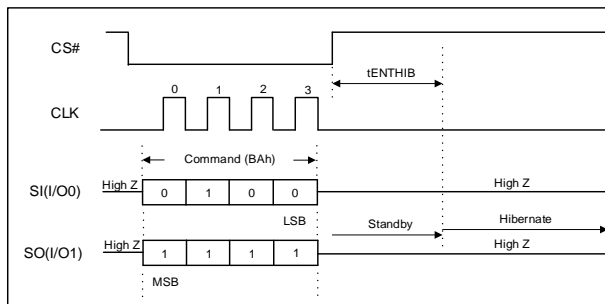 CS#
tENTHIB
0 1 2 3
CLK
Command (BAh)
High Z High Z
SI(I/O0) 0 1 0 0
LSB Standby Hibernate
High Z High Z
SO(I/O1) 1 1 1 1
MSB